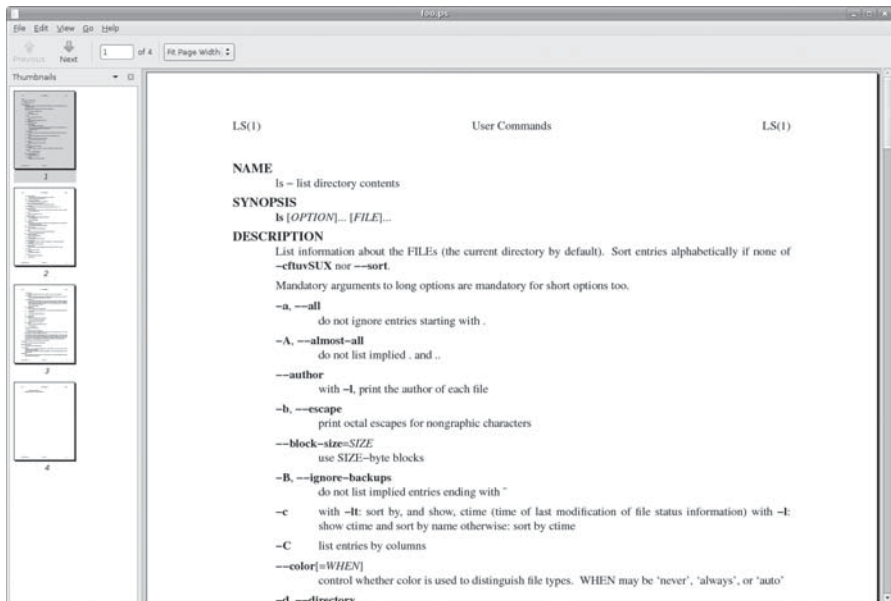 foo.ps
File Edit View Go Help
Previous Next 1 of 4 Fit Page Width
Thumbnails
1
2
3
4
LS(1) User Commands LS(1)
NAME
ls − list directory contents
SYNOPSIS
ls [OPTION]... [FILE]...
DESCRIPTION
List information about the FILEs (the current directory by default). Sort entries alphabetically if none of
−cftuvSUX nor −−sort.
Mandatory arguments to long options are mandatory for short options too.
−a, −−all
do not ignore entries starting with .
−A, −−almost−all
do not list implied . and ..
−−author
with −l, print the author of each file
−b, −−escape
print octal escapes for nongraphic characters
−−block−size=SIZE
use SIZE−byte blocks
−B, −−ignore−backups
do not list implied entries ending with ~
−c with −lt: sort by, and show, ctime (time of last modification of file status information) with −l:
show ctime and sort by name otherwise: sort by ctime
−C list entries by columns
−−color[=WHEN]
control whether color is used to distinguish file types. WHEN may be ‘never’, ‘always’, or ‘auto’
−d, −−directory